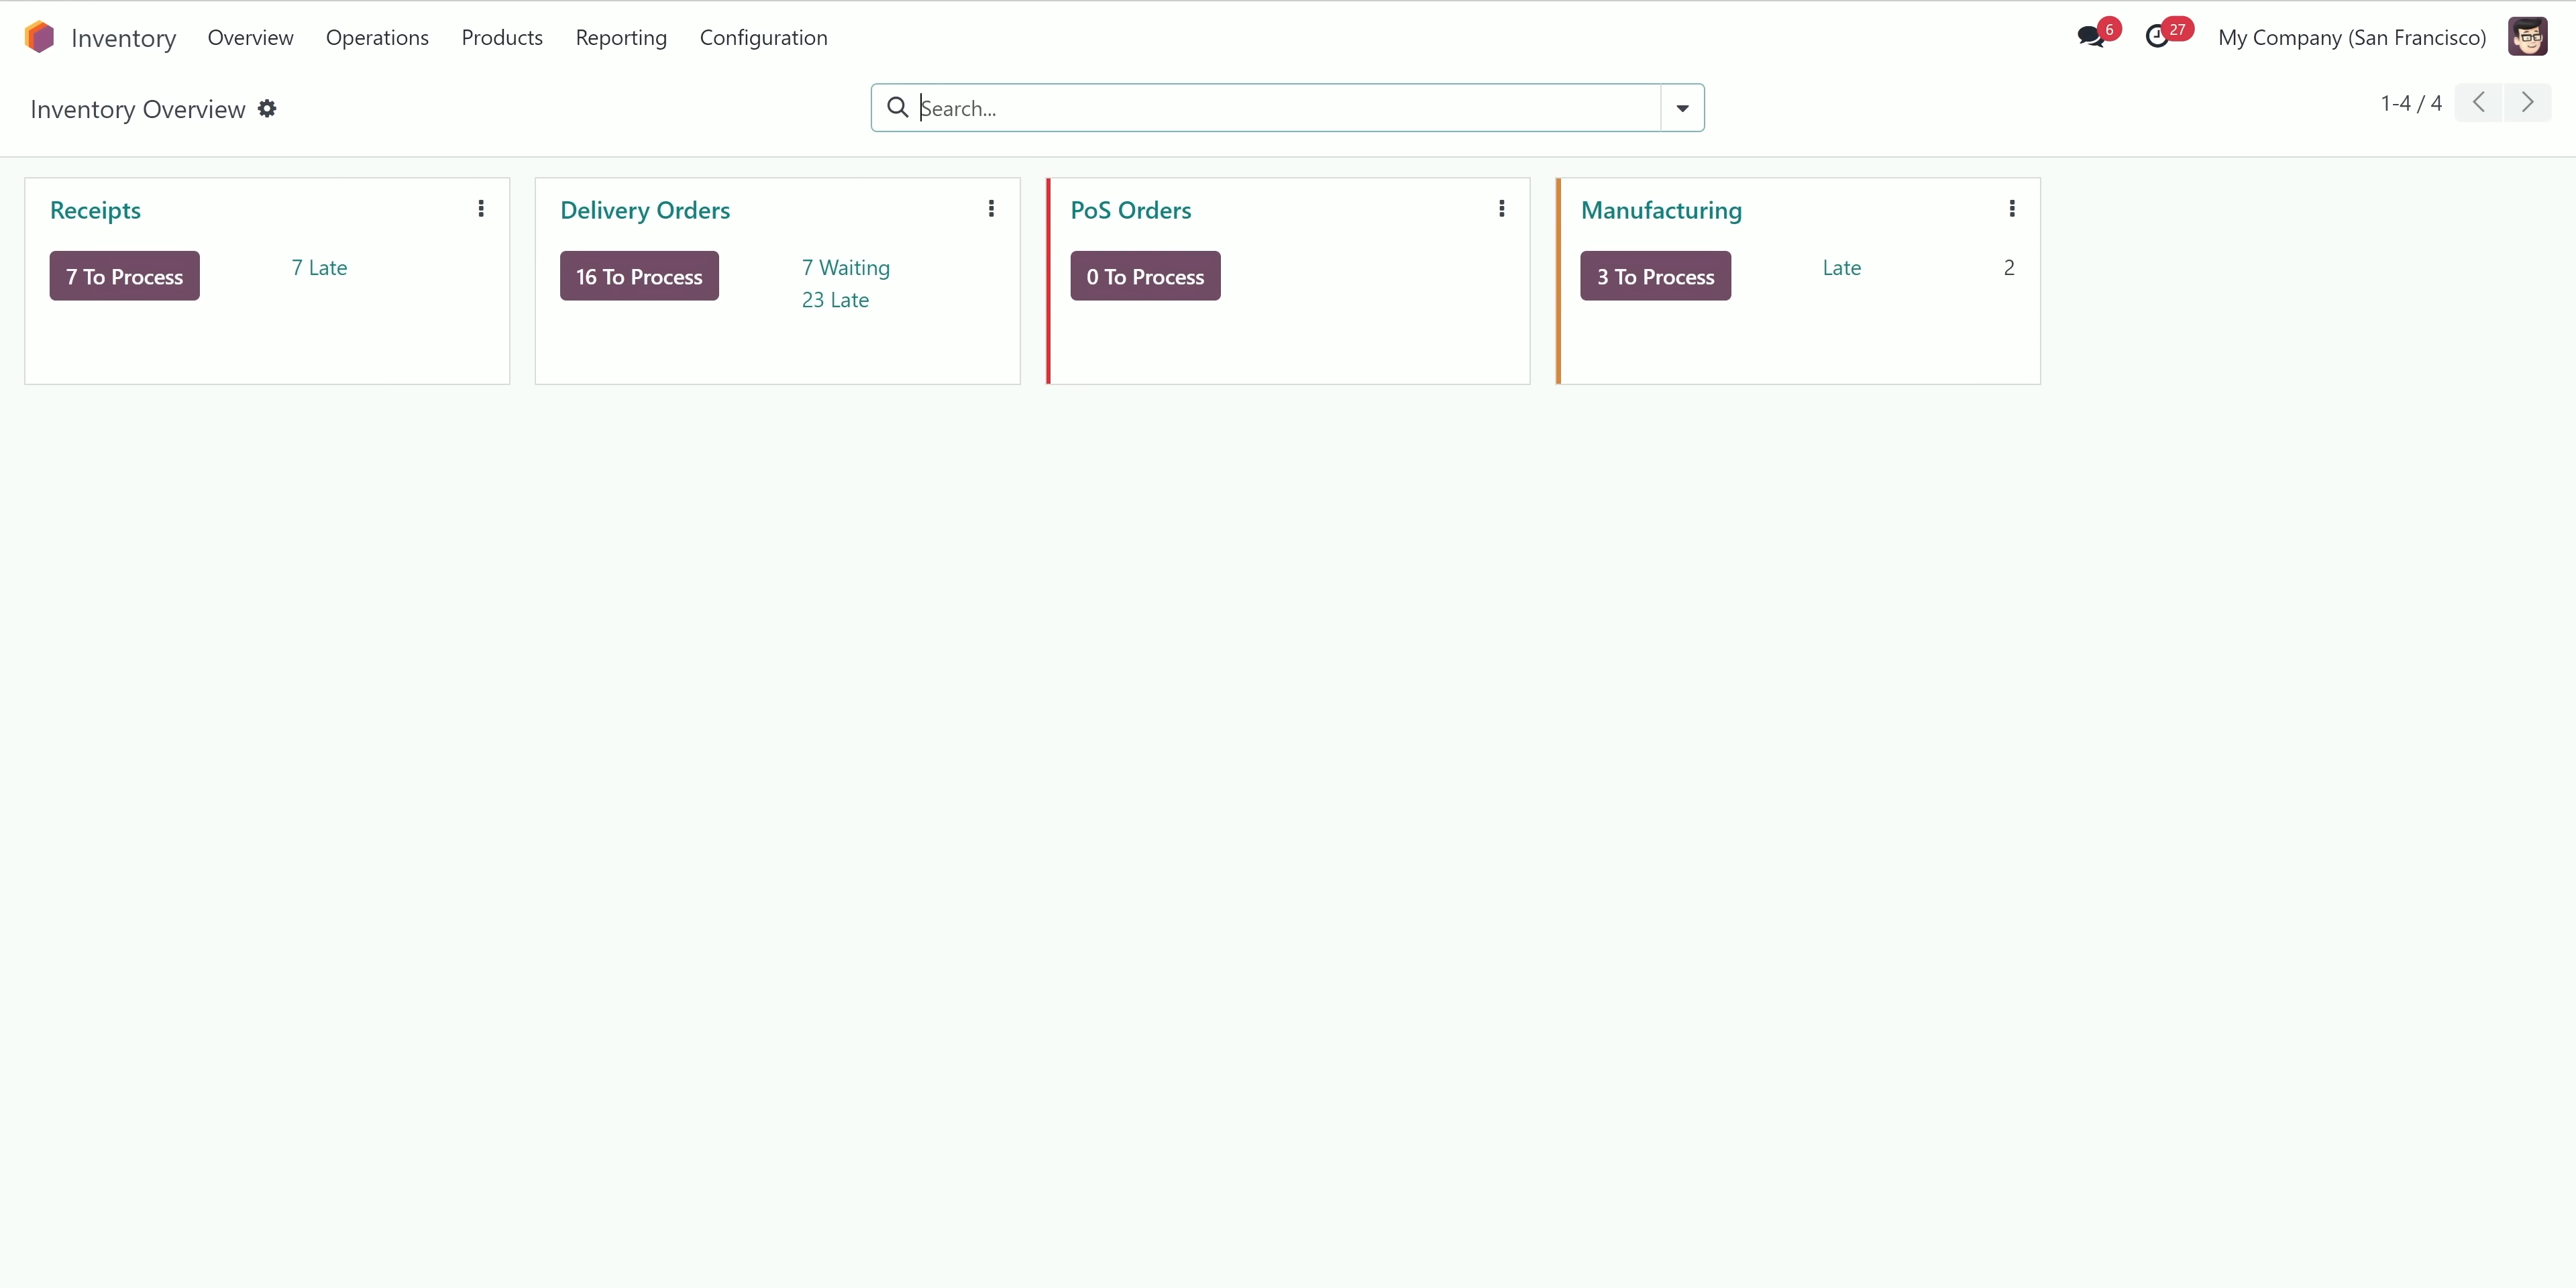 Inventory Overview Operations Products Reporting Configuration 6 27 My Company (San Francisco)
Inventory Overview Search... 1-4 / 4
Receipts Delivery Orders PoS Orders Manufacturing
7 To Process 7 Late 16 To Process 7 Waiting 0 To Process 3 To Process Late 2
23 Late